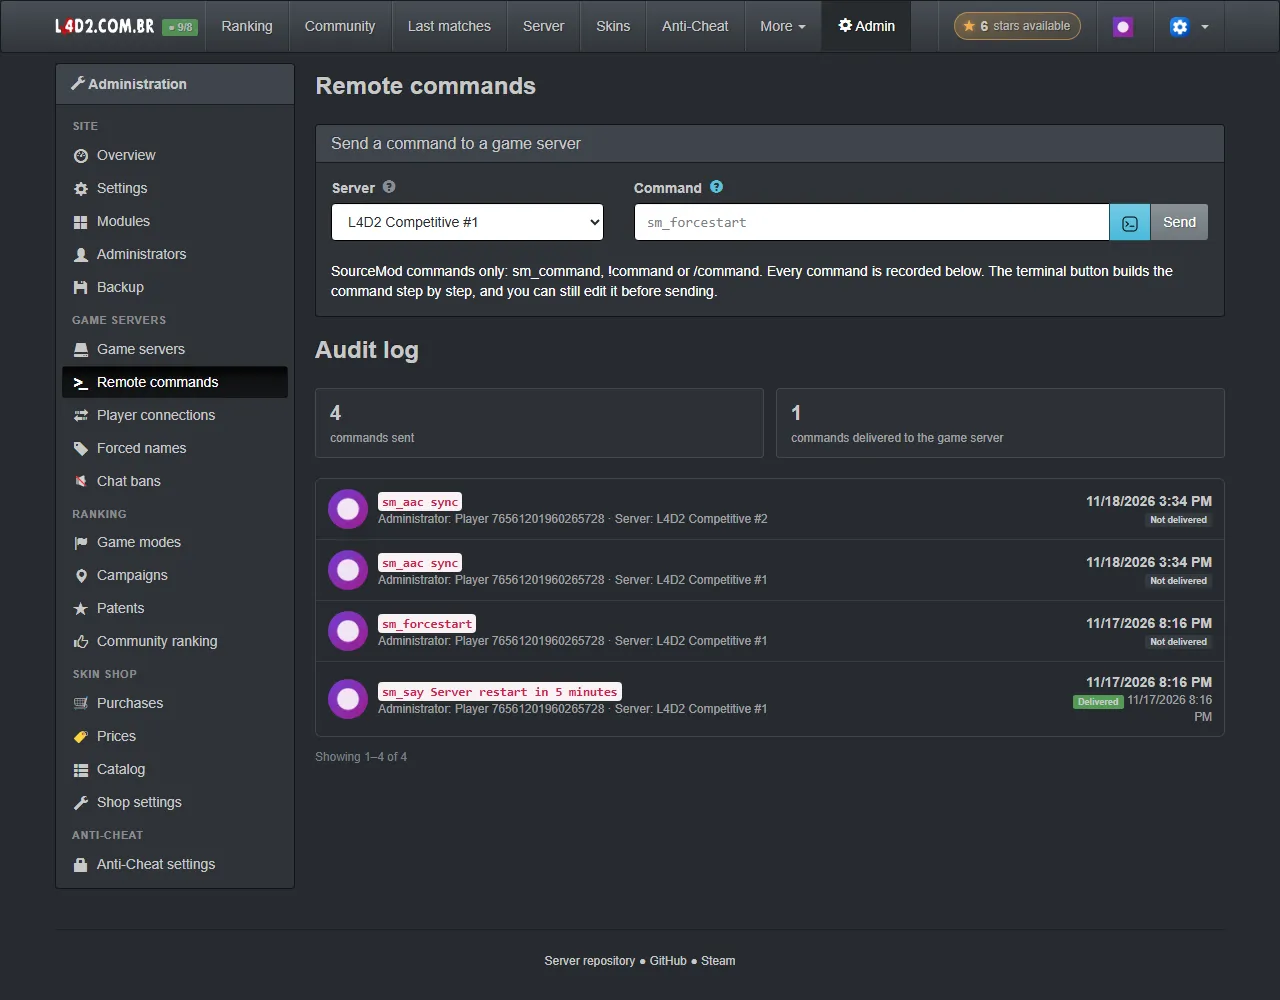 L4D2.COM.BR
9/8
Ranking
Community
Last matches
Server
Skins
Anti-Cheat
More
Admin
6 stars available
Administration
SITE
Overview
Settings
Modules
Administrators
Backup
GAME SERVERS
Game servers
Remote commands
Player connections
Forced names
Chat bans
RANKING
Game modes
Campaigns
Patents
Community ranking
SKIN SHOP
Purchases
Prices
Catalog
Shop settings
ANTI-CHEAT
Anti-Cheat settings
Remote commands
Send a command to a game server
Server ?
Command ?
L4D2 Competitive #1
sm_forcestart
Send
SourceMod commands only: sm_command, !command or /command. Every command is recorded below. The terminal button builds the
command step by step, and you can still edit it before sending.
Audit log
4
commands sent
1
commands delivered to the game server
sm_aac sync
Administrator: Player 76561201960265728 · Server: L4D2 Competitive #2
11/18/2026 3:34 PM
Not delivered
sm_aac sync
Administrator: Player 76561201960265728 · Server: L4D2 Competitive #1
11/18/2026 3:34 PM
Not delivered
sm_forcestart
Administrator: Player 76561201960265728 · Server: L4D2 Competitive #1
11/17/2026 8:16 PM
Not delivered
sm_say Server restart in 5 minutes
Administrator: Player 76561201960265728 · Server: L4D2 Competitive #1
11/17/2026 8:16 PM
Delivered 11/17/2026 8:16
PM
Showing 1–4 of 4
Server repository ● GitHub ● Steam